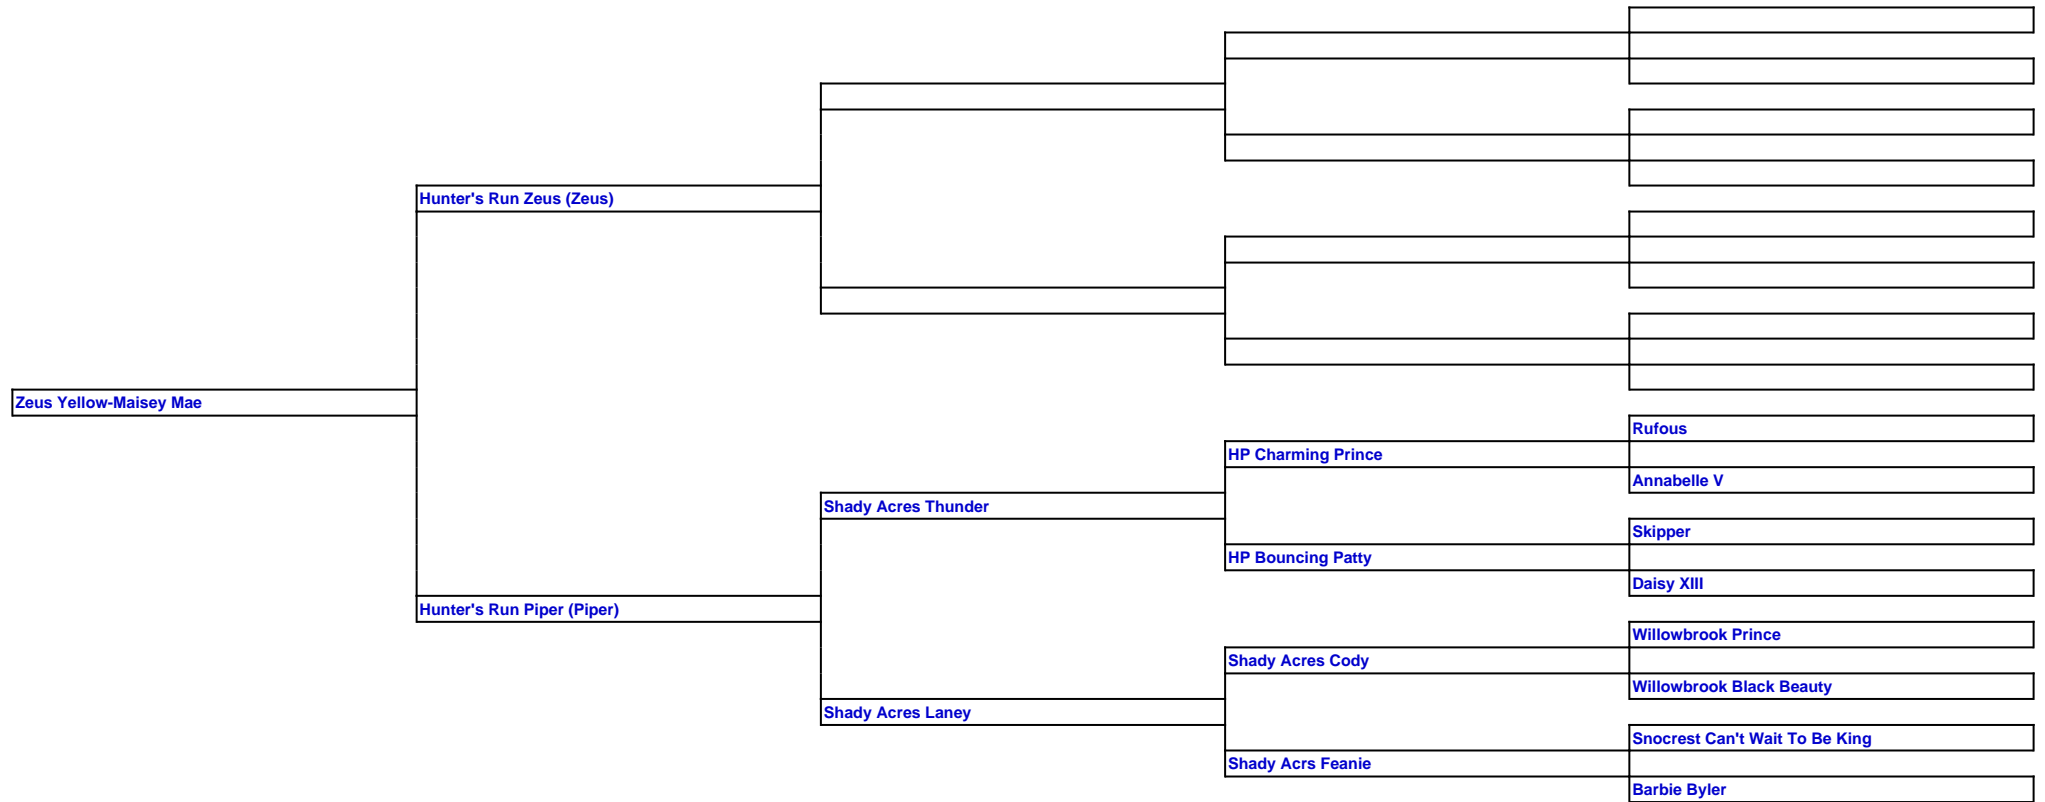 Hunter's Run Zeus (Zeus)
Zeus Yellow-Maisey Mae
Rufous
HP Charming Prince
Annabelle V
Shady Acres Thunder
Skipper
HP Bouncing Patty
Daisy XIII
Hunter's Run Piper (Piper)
Willowbrook Prince
Shady Acres Cody
Willowbrook Black Beauty
Shady Acres Laney
Snocrest Can't Wait To Be King
Shady Acrs Feanie
Barbie Byler